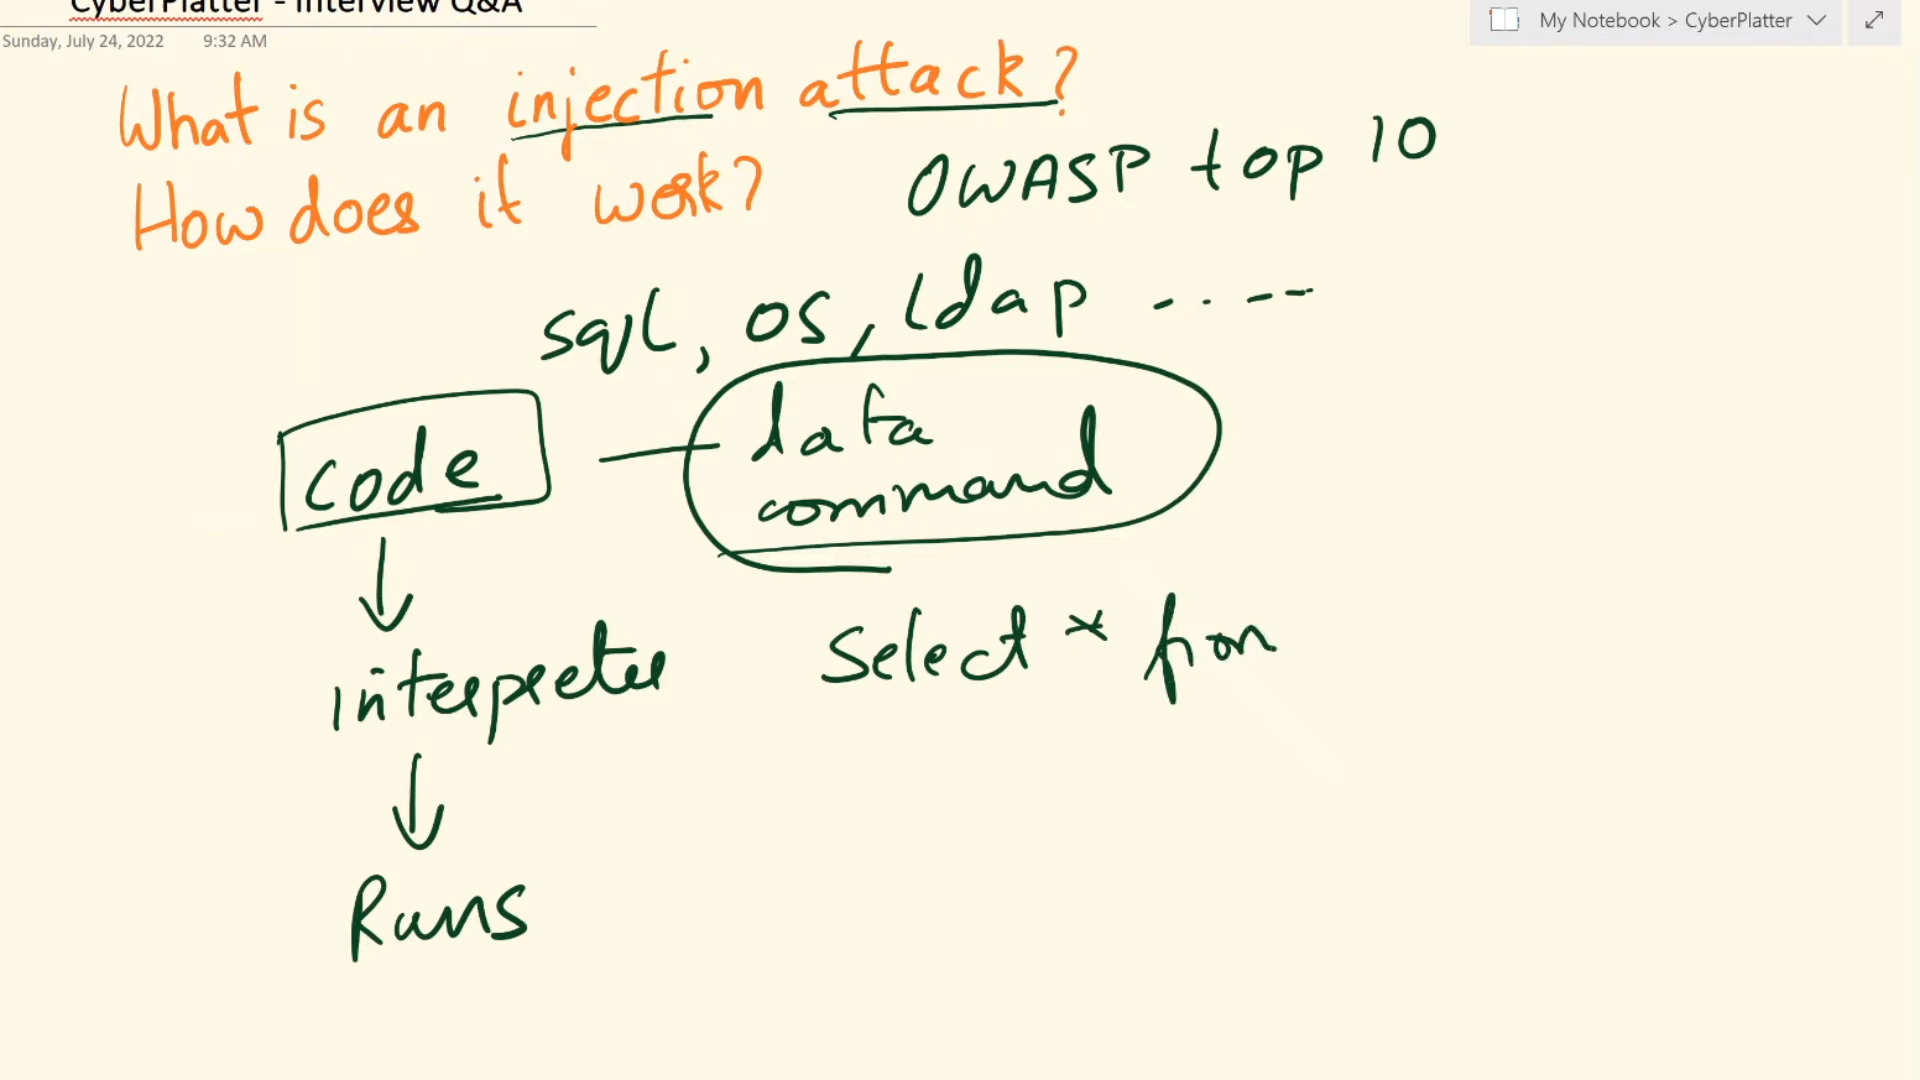 CyberPlatter - Interview Q&A
Sunday, July 24, 2022 9:32 AM
My Notebook > CyberPlatter
What is an injection attack?
How does it work?
OWASP top 10
sql, os, ldap .....
code
data
command
interpreter
Select * from
Runs